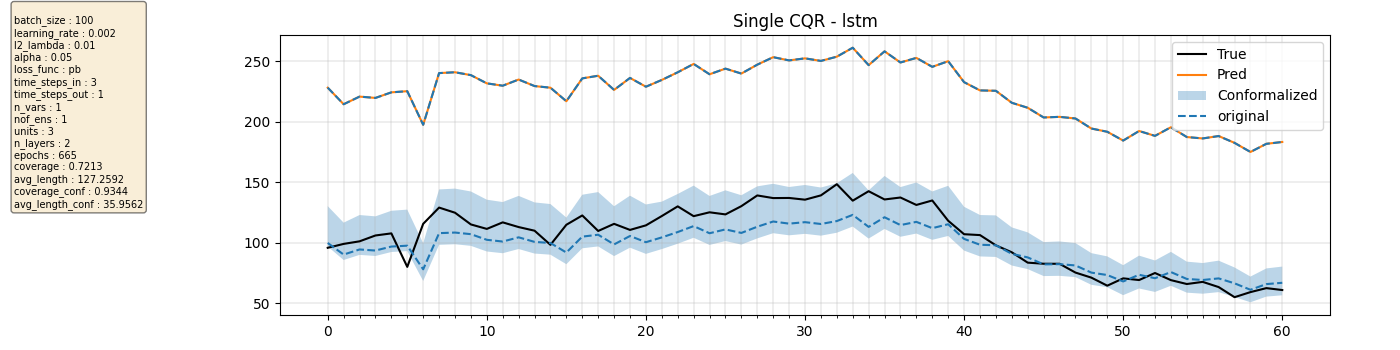 batch_size : 100
learning_rate : 0.002
l2_lambda : 0.01
alpha : 0.05
loss_func : pb
time_steps_in : 3
time_steps_out : 1
n_vars : 1
nof_ens : 1
units : 3
n_layers : 2
epochs : 665
coverage : 0.7213
avg_length : 127.2592
coverage_conf : 0.9344
avg_length_conf : 35.9562
Single CQR - lstm
True
Pred
Conformalized
original
250
200
150
100
50
0 10 20 30 40 50 60